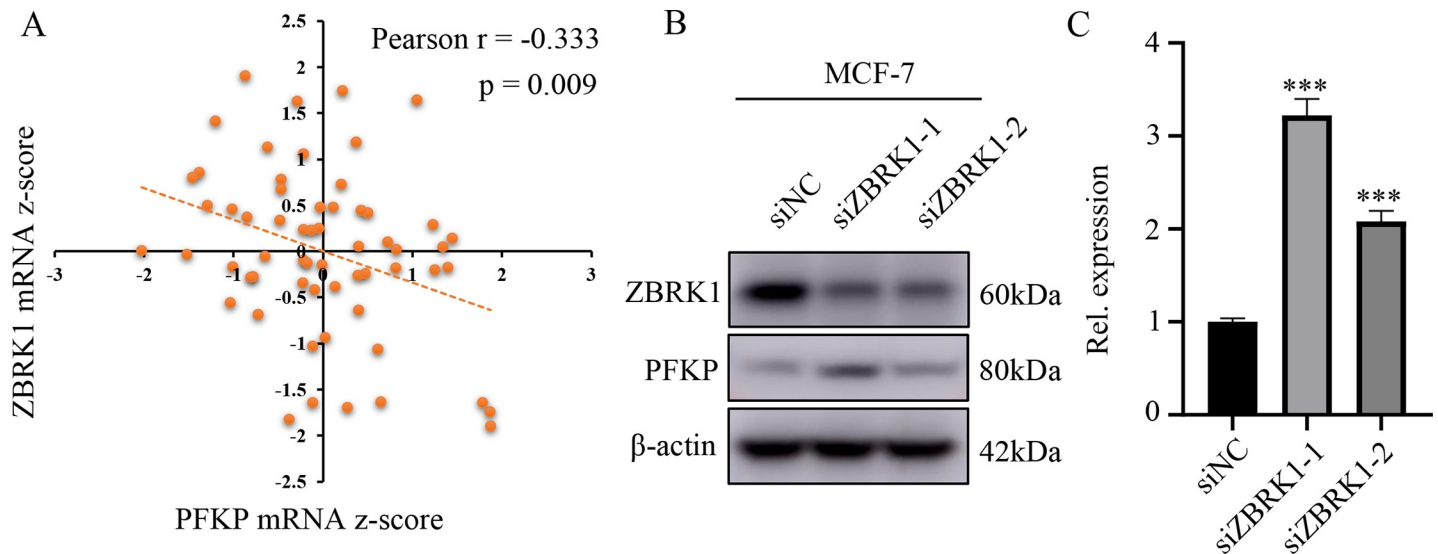 A
Pearson r = -0.333
p = 0.009
ZBRK1 mRNA z-score
2.5
2
1.5
1
0.5
0
-0.5
-1
-1.5
-2
-2.5
-3
-2
-1
0
1
2
3
PFKP mRNA z-score
B
MCF-7
siNC
siZBRK1-1
siZBRK1-2
ZBRK1
60kDa
PFKP
80kDa
β-actin
42kDa
C
Rel. expression
4
3
2
1
0
***
***
siNC
siZBRK1-1
siZBRK1-2